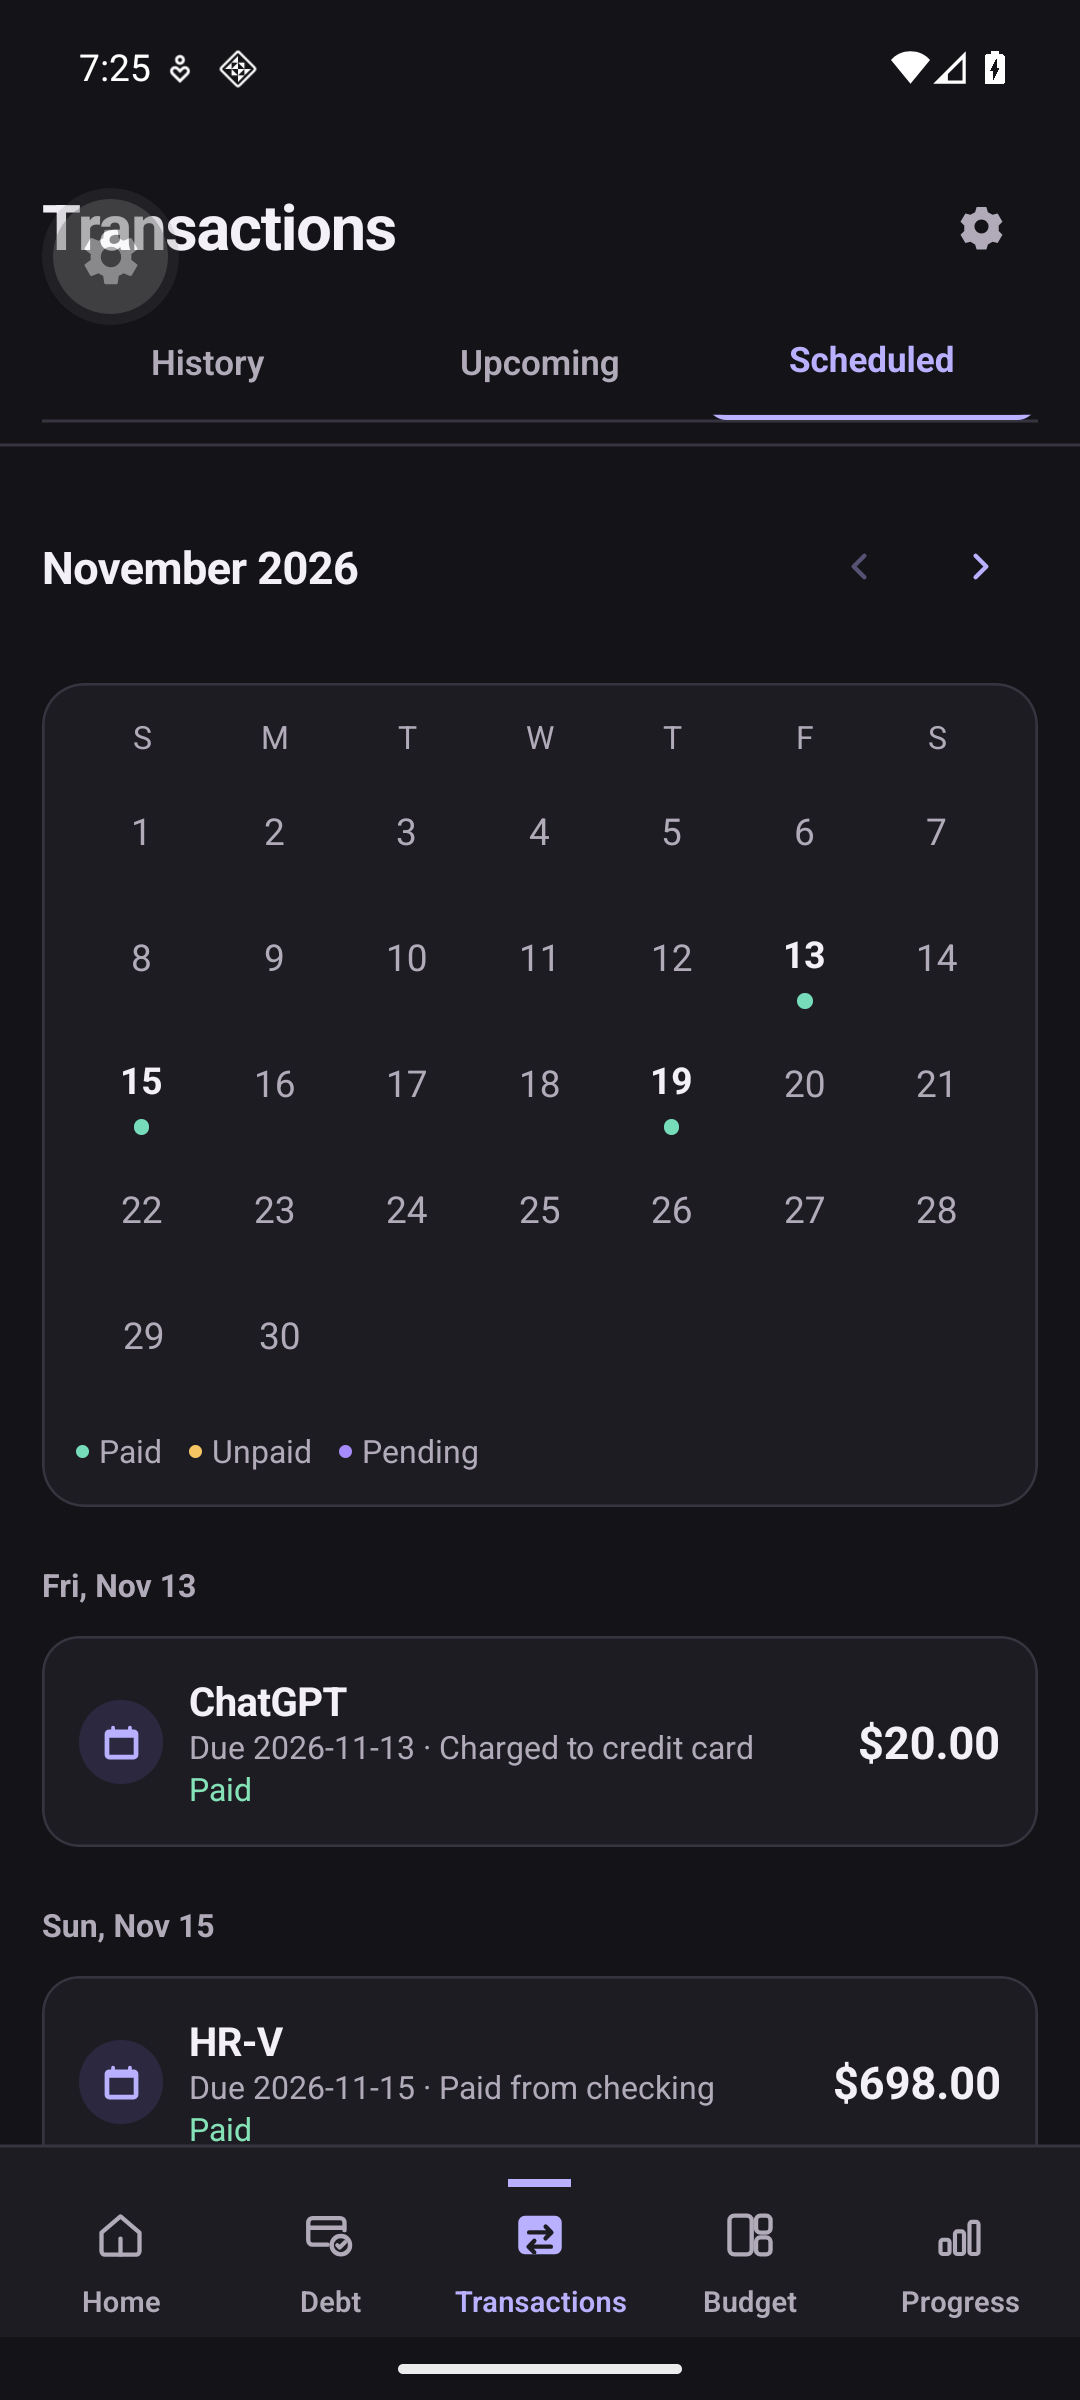 7:25
Transactions
History Upcoming Scheduled
November 2026
S M T W T F S
1 2 3 4 5 6 7
8 9 10 11 12 13 14
15 16 17 18 19 20 21
22 23 24 25 26 27 28
29 30
Paid Unpaid Pending
Fri, Nov 13
ChatGPT
Due 2026-11-13 · Charged to credit card
$20.00
Paid
Sun, Nov 15
HR-V
Due 2026-11-15 · Paid from checking
$698.00
Paid
Home Debt Transactions Budget Progress